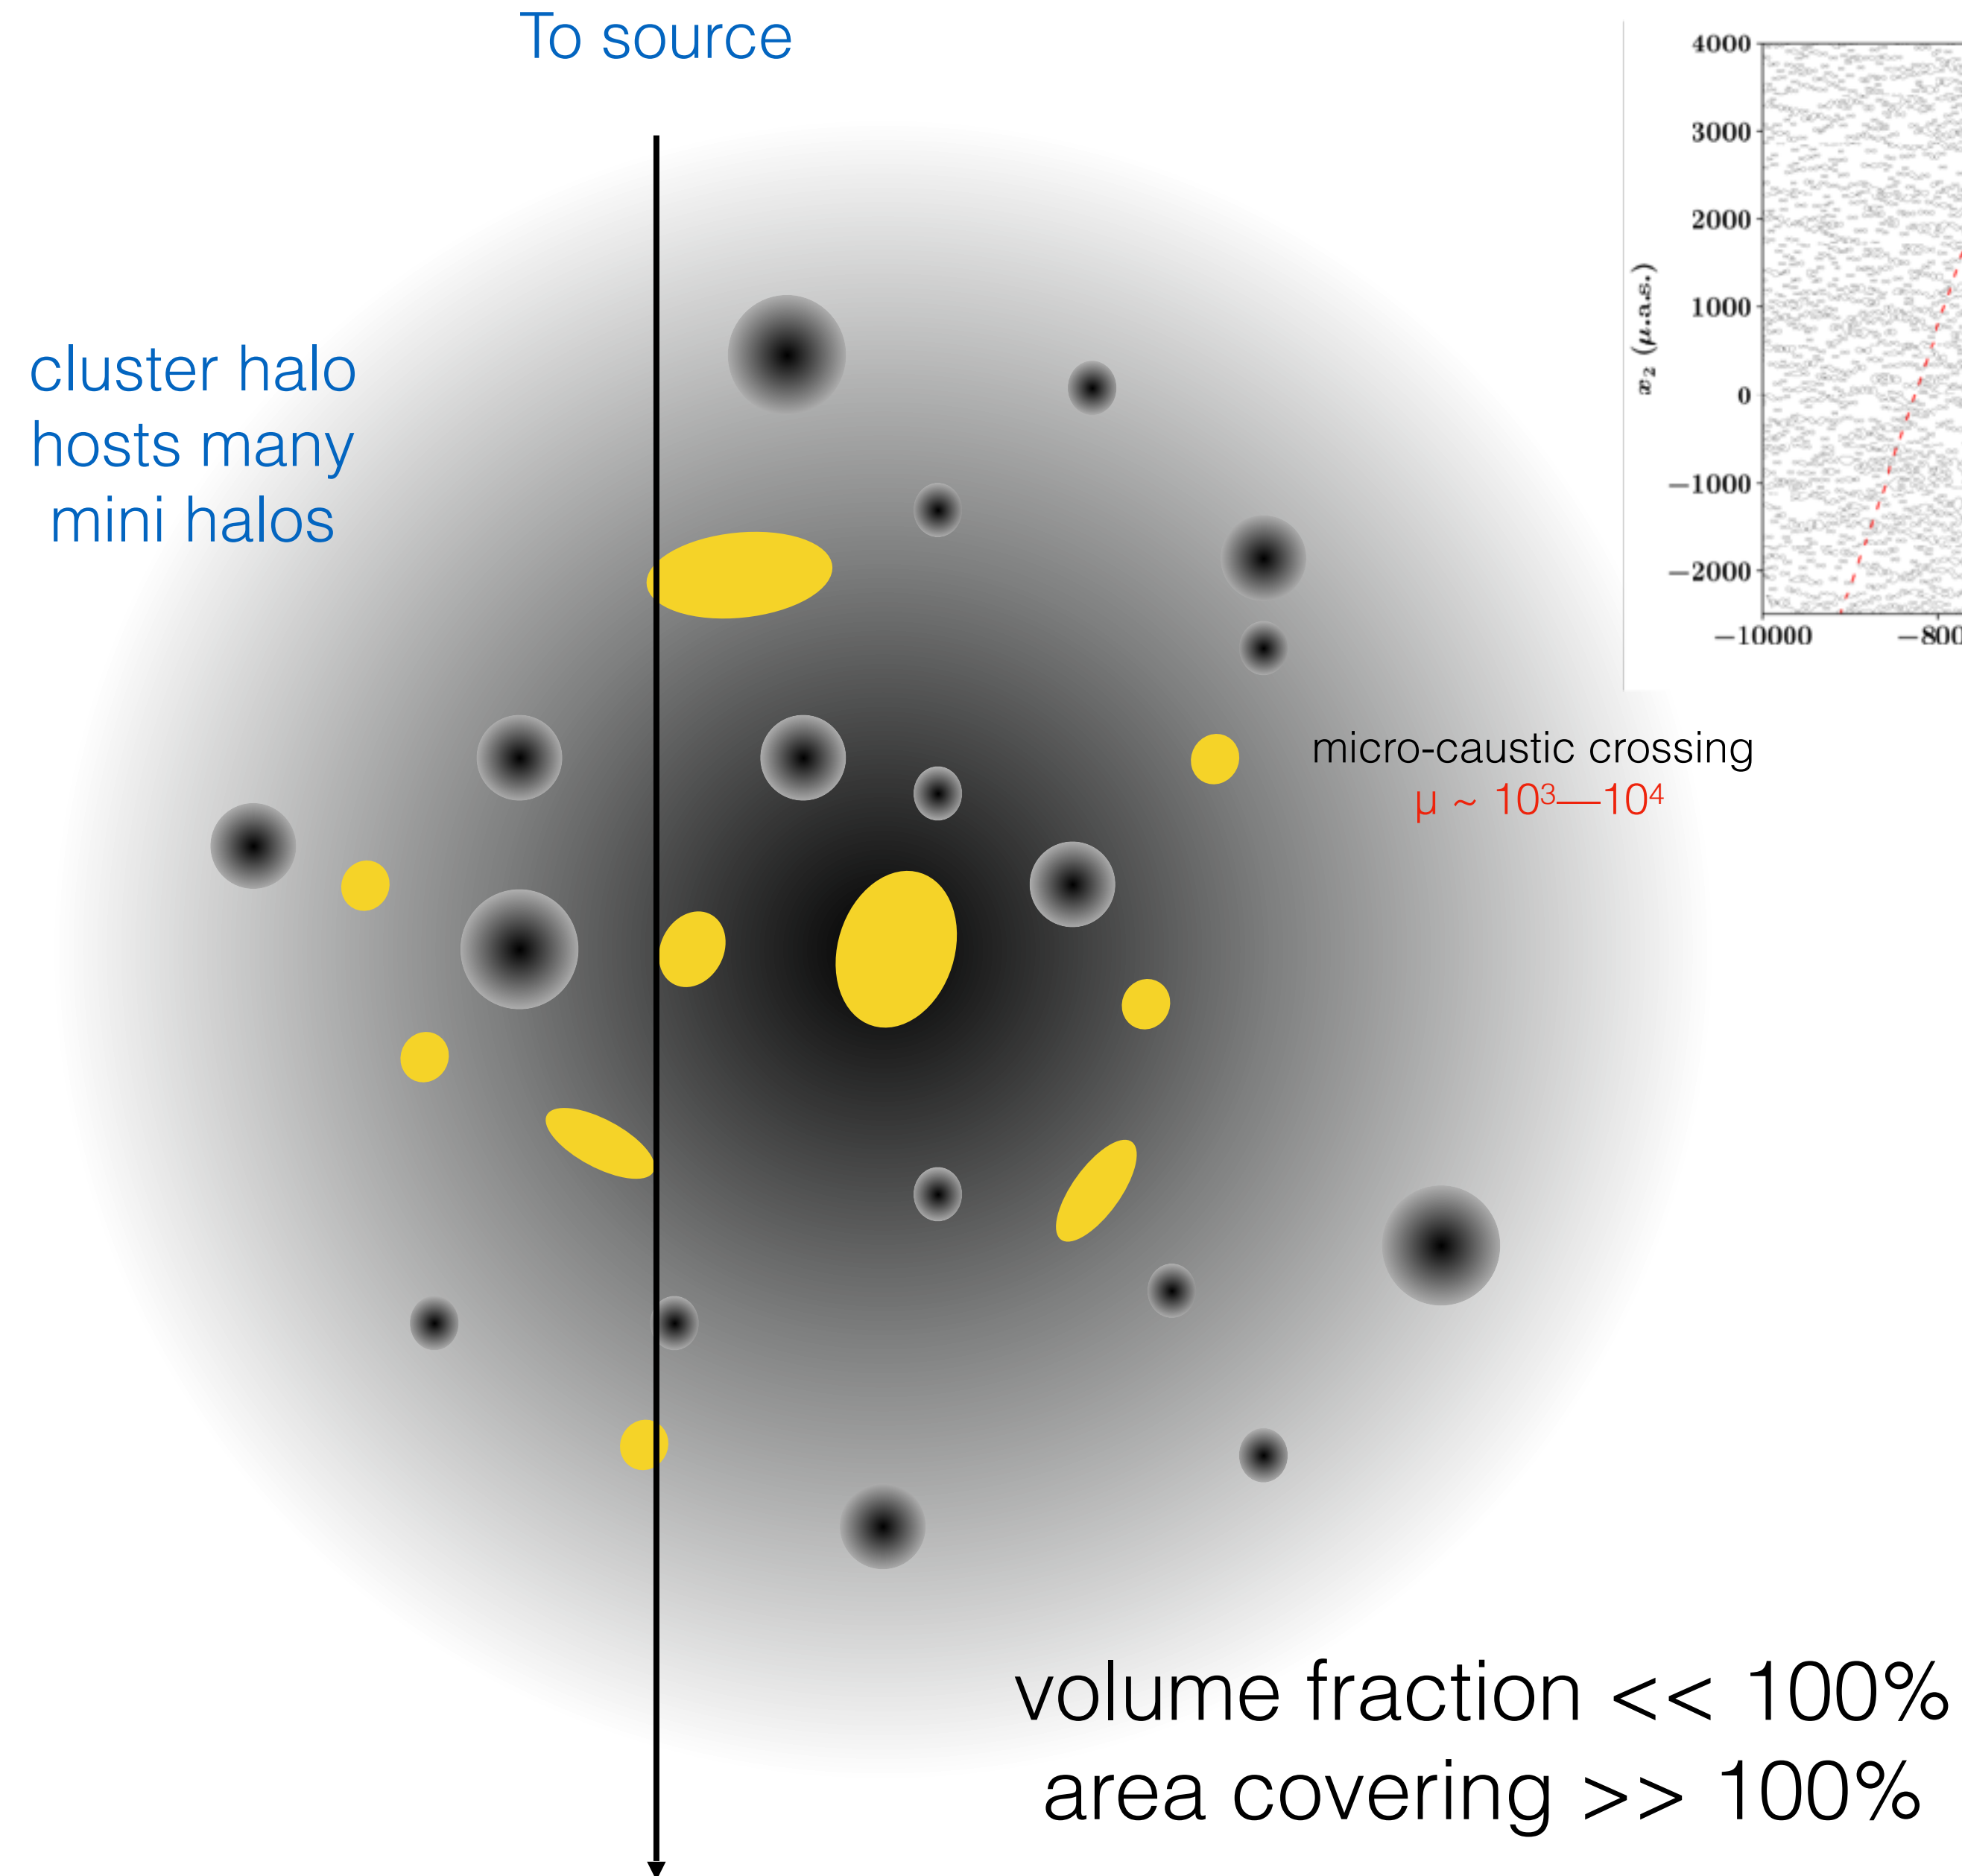 To source
cluster halo
hosts many
mini halos
4000
3000
2000
1000
0
−1000
−2000
x₂ (μ.a.s.)
−10000
−800
micro-caustic crossing
μ ~ 10³—10⁴
volume fraction << 100%
area covering >> 100%